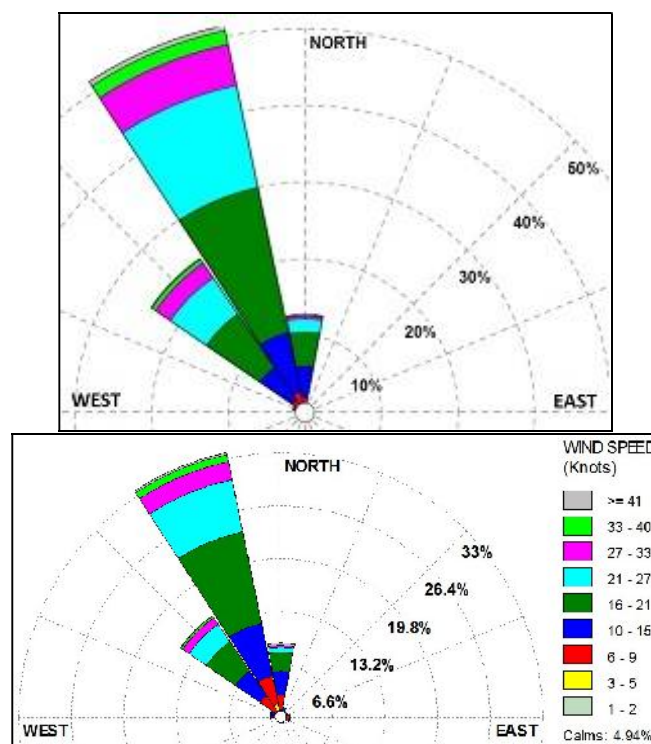 NORTH
50%
40%
30%
20%
10%
WEST
EAST
WIND SPEED
(Knots)
NORTH
>= 41
33 - 40
27 - 33
21 - 27
16 - 21
10 - 15
6 - 9
3 - 5
1 - 2
33%
26.4%
19.8%
13.2%
6.6%
WEST
EAST
Calms: 4.94%